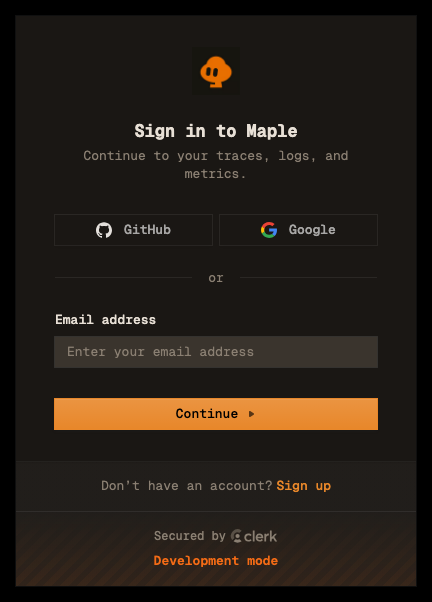 Sign in to Maple
Continue to your traces, logs, and
metrics.
GitHub
Google
or
Email address
Enter your email address
Continue
Don’t have an account? Sign up
Secured by clerk
Development mode